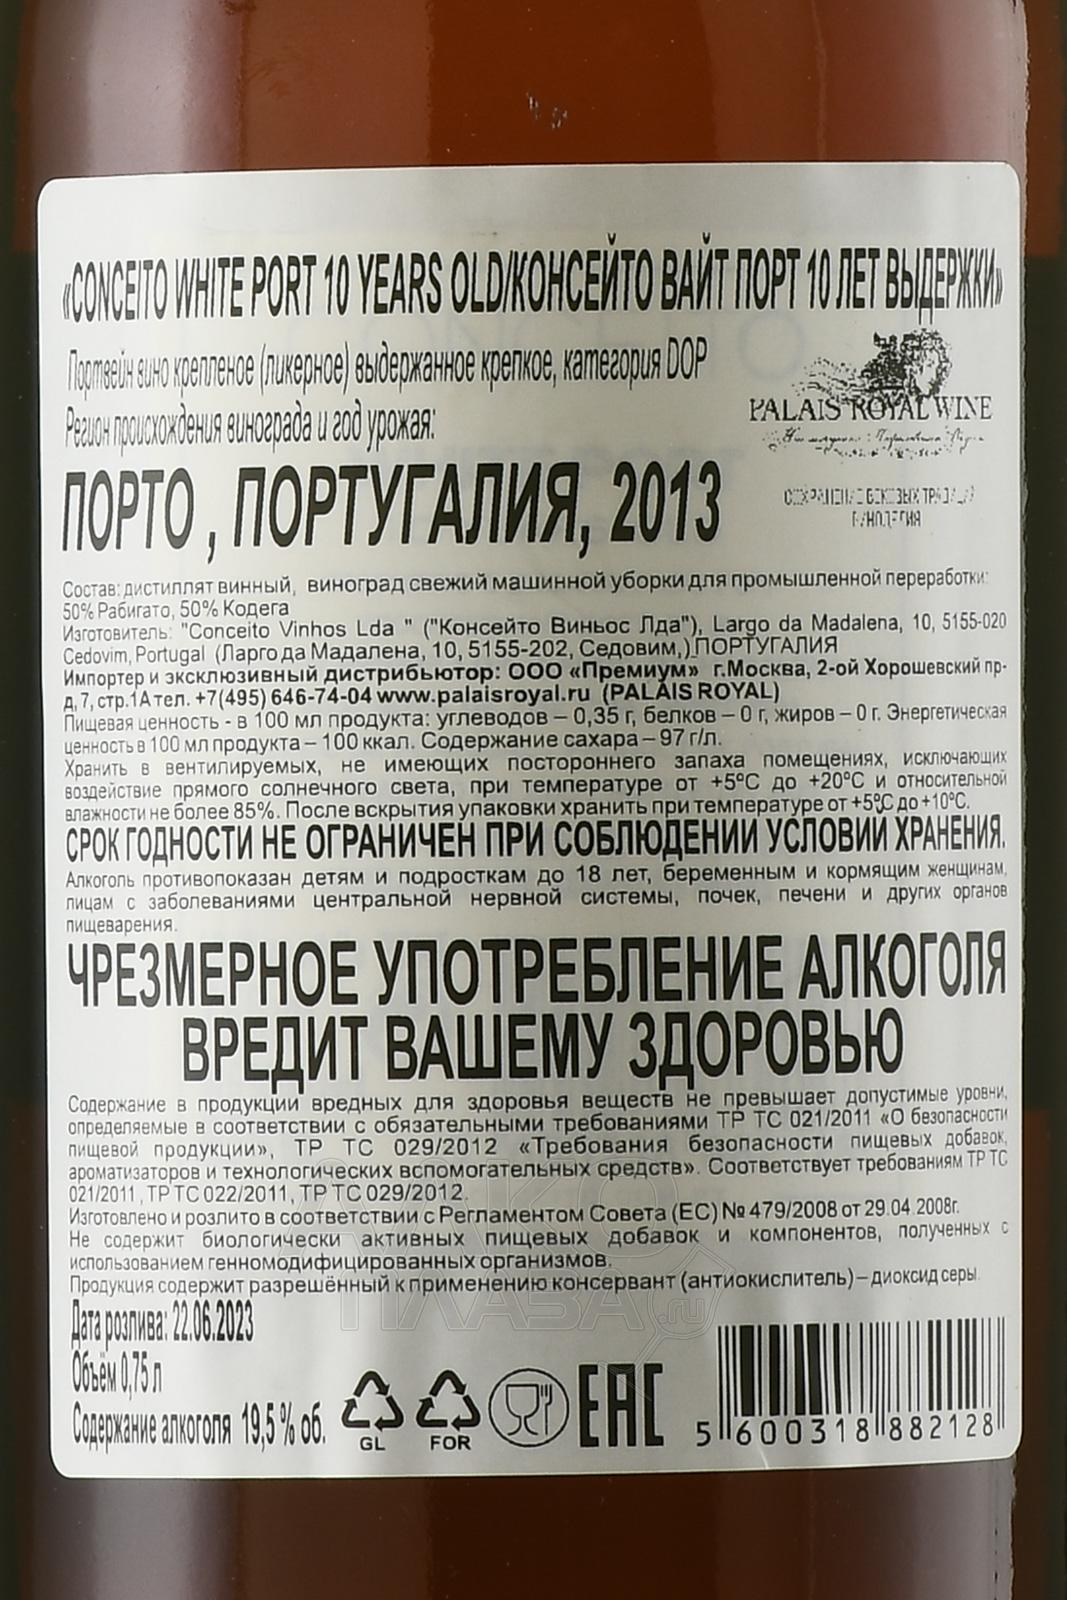 «CONCEITO WHITE PORT 10 YEARS OLD/КОНСЕЙТО ВАЙТ ПОРТ 10 ЛЕТ ВЫДЕРЖКИ»
Портвейн вино крепленое (ликерное) выдержанное крепкое, категория DOP
Регион происхождения винограда и год урожая:
PALAIS ROYAL WINE
ПОРТО , ПОРТУГАЛИЯ, 2013
Состав: дистиллят винный, виноград свежий машинной уборки для промышленной переработки:
50% Рабигато, 50% Кодега
Изготовитель: "Conceito Vinhos Lda " ("Консейто Виньос Лда"), Largo da Madalena, 10, 5155-020
Cedovim, Portugal (Ларго да Мадалена, 10, 5155-202, Седовим,) ПОРТУГАЛИЯ
Импортер и эксклюзивный дистрибьютор: ООО «Премиум» г.Москва, 2-ой Хорошевский пр-
д, 7, стр.1А тел. +7(495) 646-74-04 www.palaisroyal.ru (PALAIS ROYAL)
Пищевая ценность - в 100 мл продукта: углеводов – 0,35 г, белков – 0 г, жиров – 0 г. Энергетическая
ценность в 100 мл продукта – 100 ккал. Содержание сахара – 97 г/л.
Хранить в вентилируемых, не имеющих постороннего запаха помещениях, исключающих
воздействие прямого солнечного света, при температуре от +5ºС до +20ºС и относительной
влажности не более 85%. После вскрытия упаковки хранить при температуре от +5ºС до +10ºС.
СРОК ГОДНОСТИ НЕ ОГРАНИЧЕН ПРИ СОБЛЮДЕНИИ УСЛОВИЙ ХРАНЕНИЯ.
Алкоголь противопоказан детям и подросткам до 18 лет, беременным и кормящим женщинам,
лицам с заболеваниями центральной нервной системы, почек, печени и других органов
пищеварения.
ЧРЕЗМЕРНОЕ УПОТРЕБЛЕНИЕ АЛКОГОЛЯ
ВРЕДИТ ВАШЕМУ ЗДОРОВЬЮ
Содержание в продукции вредных для здоровья веществ не превышает допустимые уровни,
определяемые в соответствии с обязательными требованиями ТР ТС 021/2011 «О безопасности
пищевой продукции», ТР ТС 029/2012 «Требования безопасности пищевых добавок,
ароматизаторов и технологических вспомогательных средств». Соответствует требованиям ТР ТС
021/2011, ТР ТС 022/2011, ТР ТС 029/2012.
Изготовлено и розлито в соответствии с Регламентом Совета (ЕС) № 479/2008 от 29.04.2008г.
Не содержит биологически активных пищевых добавок и компонентов, полученных с
использованием генномодифицированных организмов.
Продукция содержит разрешённый к применению консервант (антиокислитель) – диоксид серы.
АЛКО
ПЛАЗА.ru
Дата розлива: 22.06.2023
Объём 0,75 л
Содержание алкоголя 19,5 % об.
GL
FOR
EAC
5 600318 882128